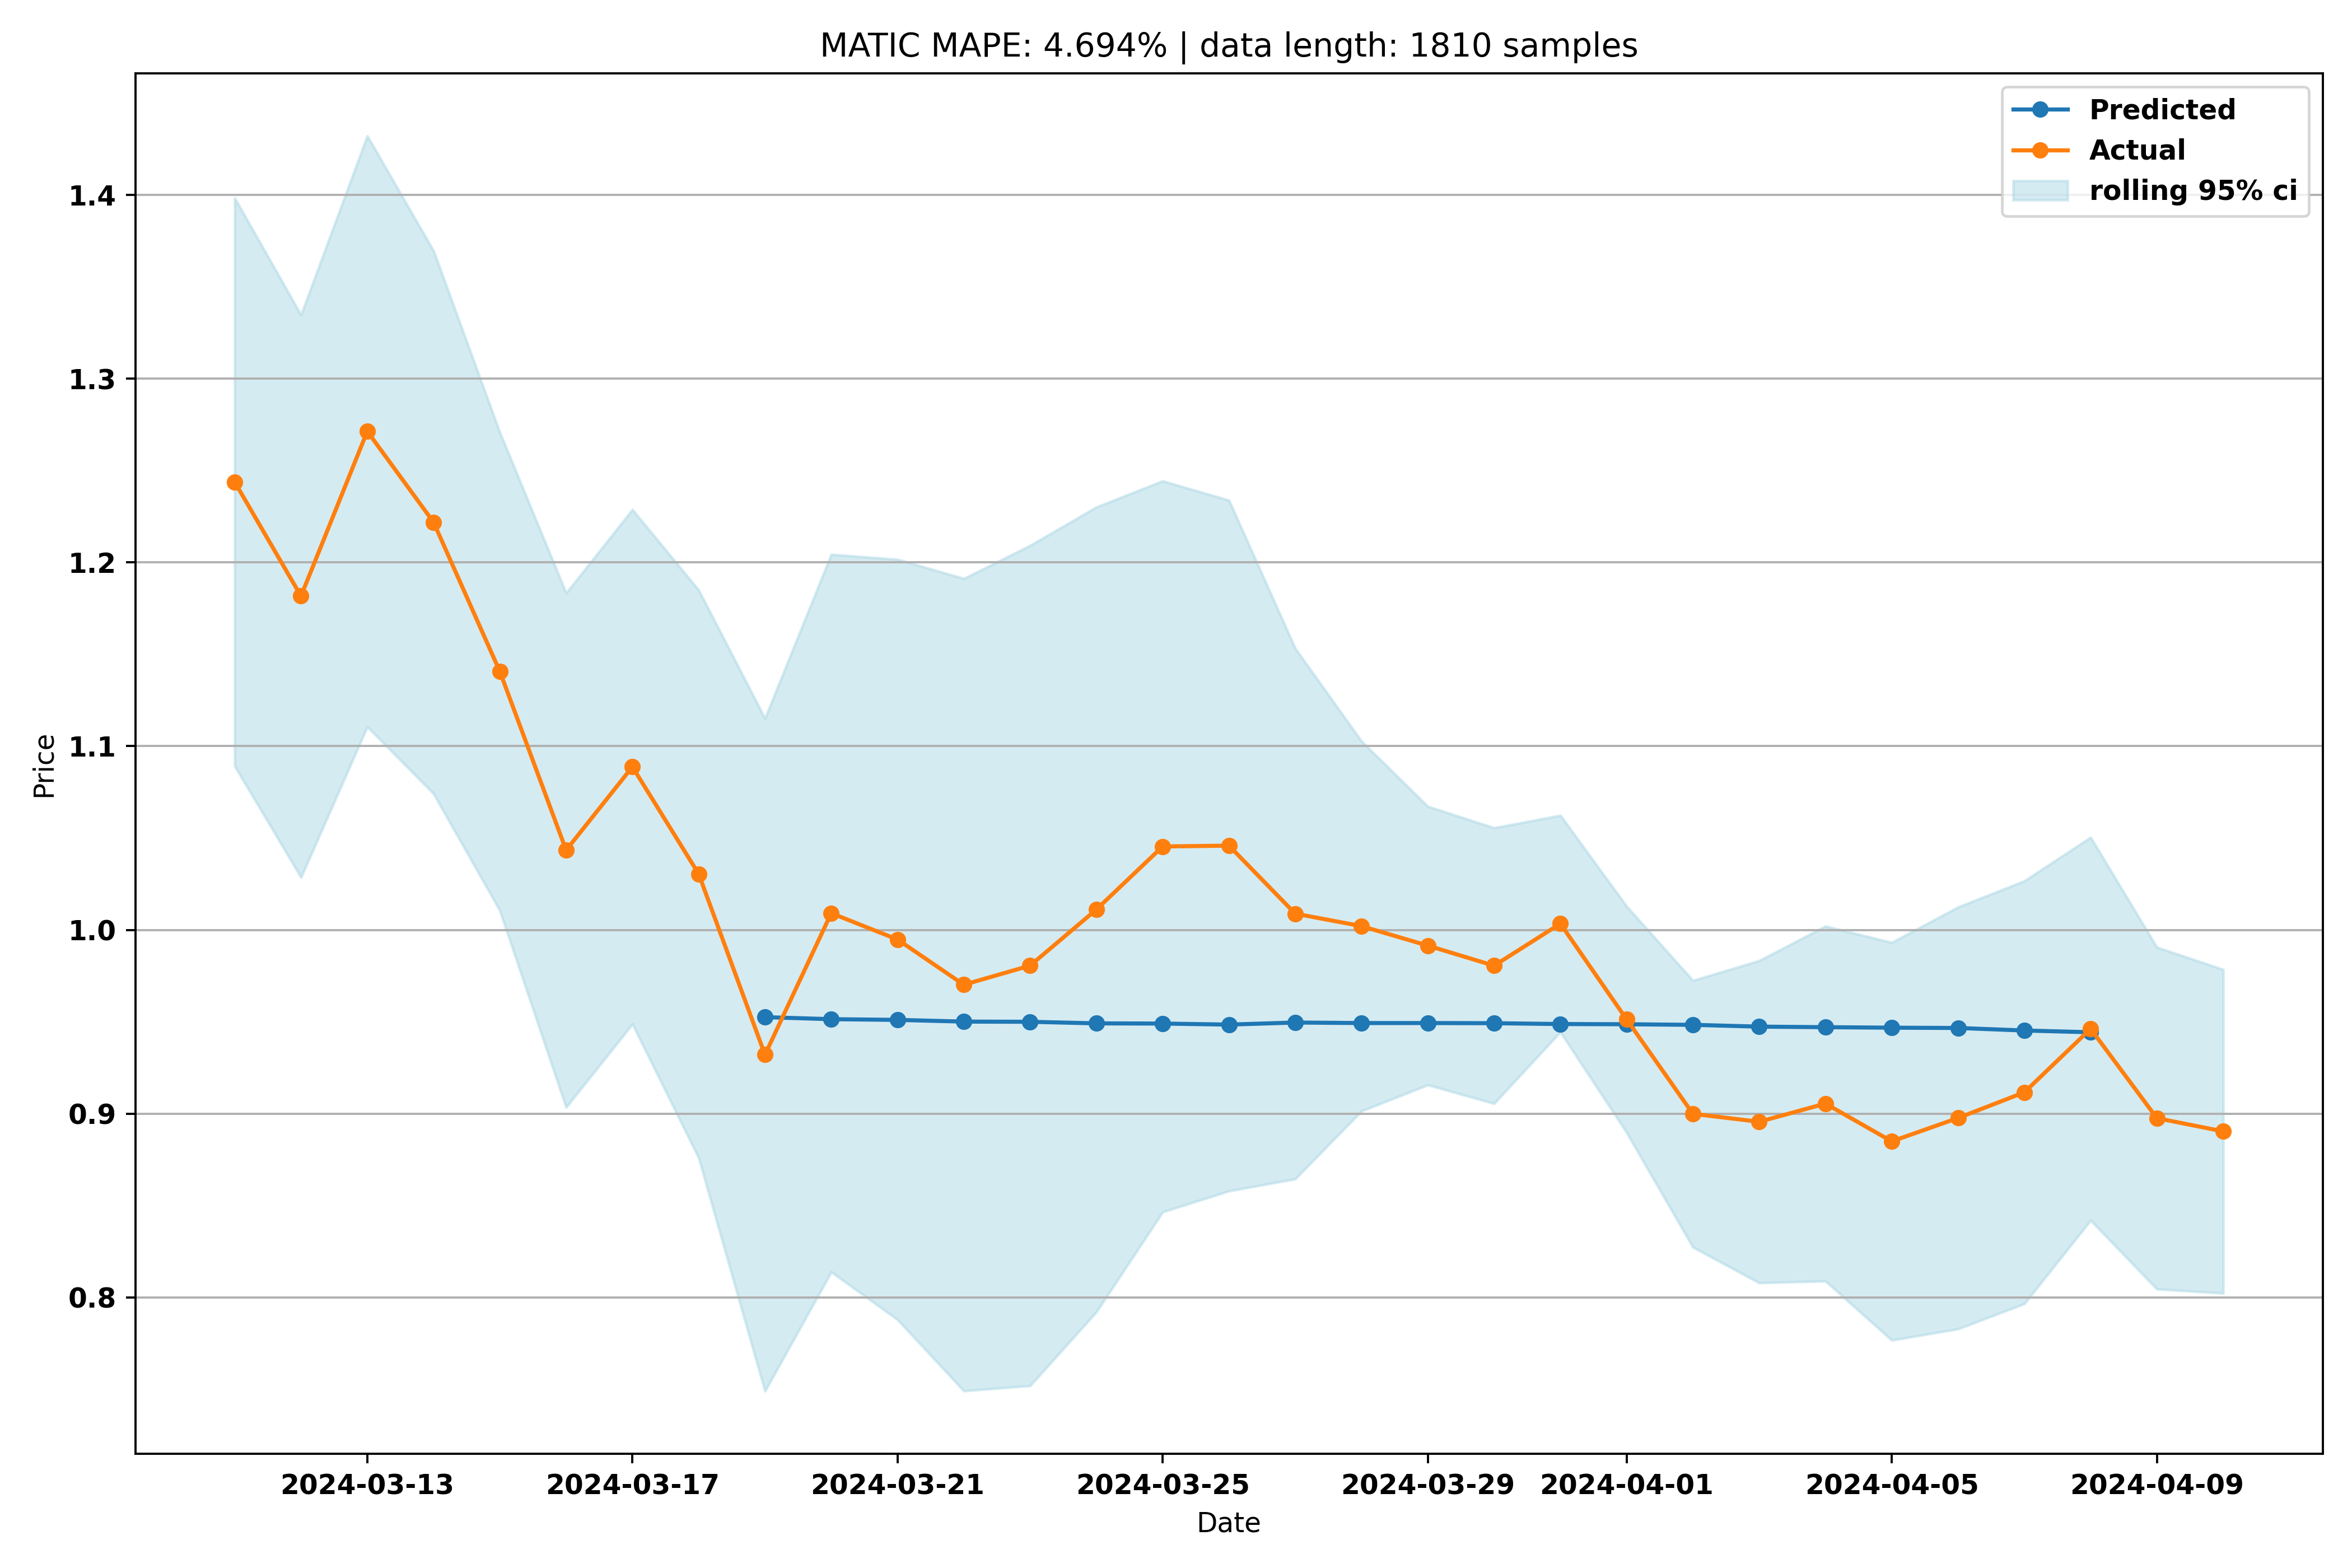 MATIC MAPE: 4.694% | data length: 1810 samples
Predicted
Actual
rolling 95% ci
Price
1.4
1.3
1.2
1.1
1.0
0.9
0.8
2024-03-13 2024-03-17 2024-03-21 2024-03-25 2024-03-29 2024-04-01 2024-04-05 2024-04-09
Date